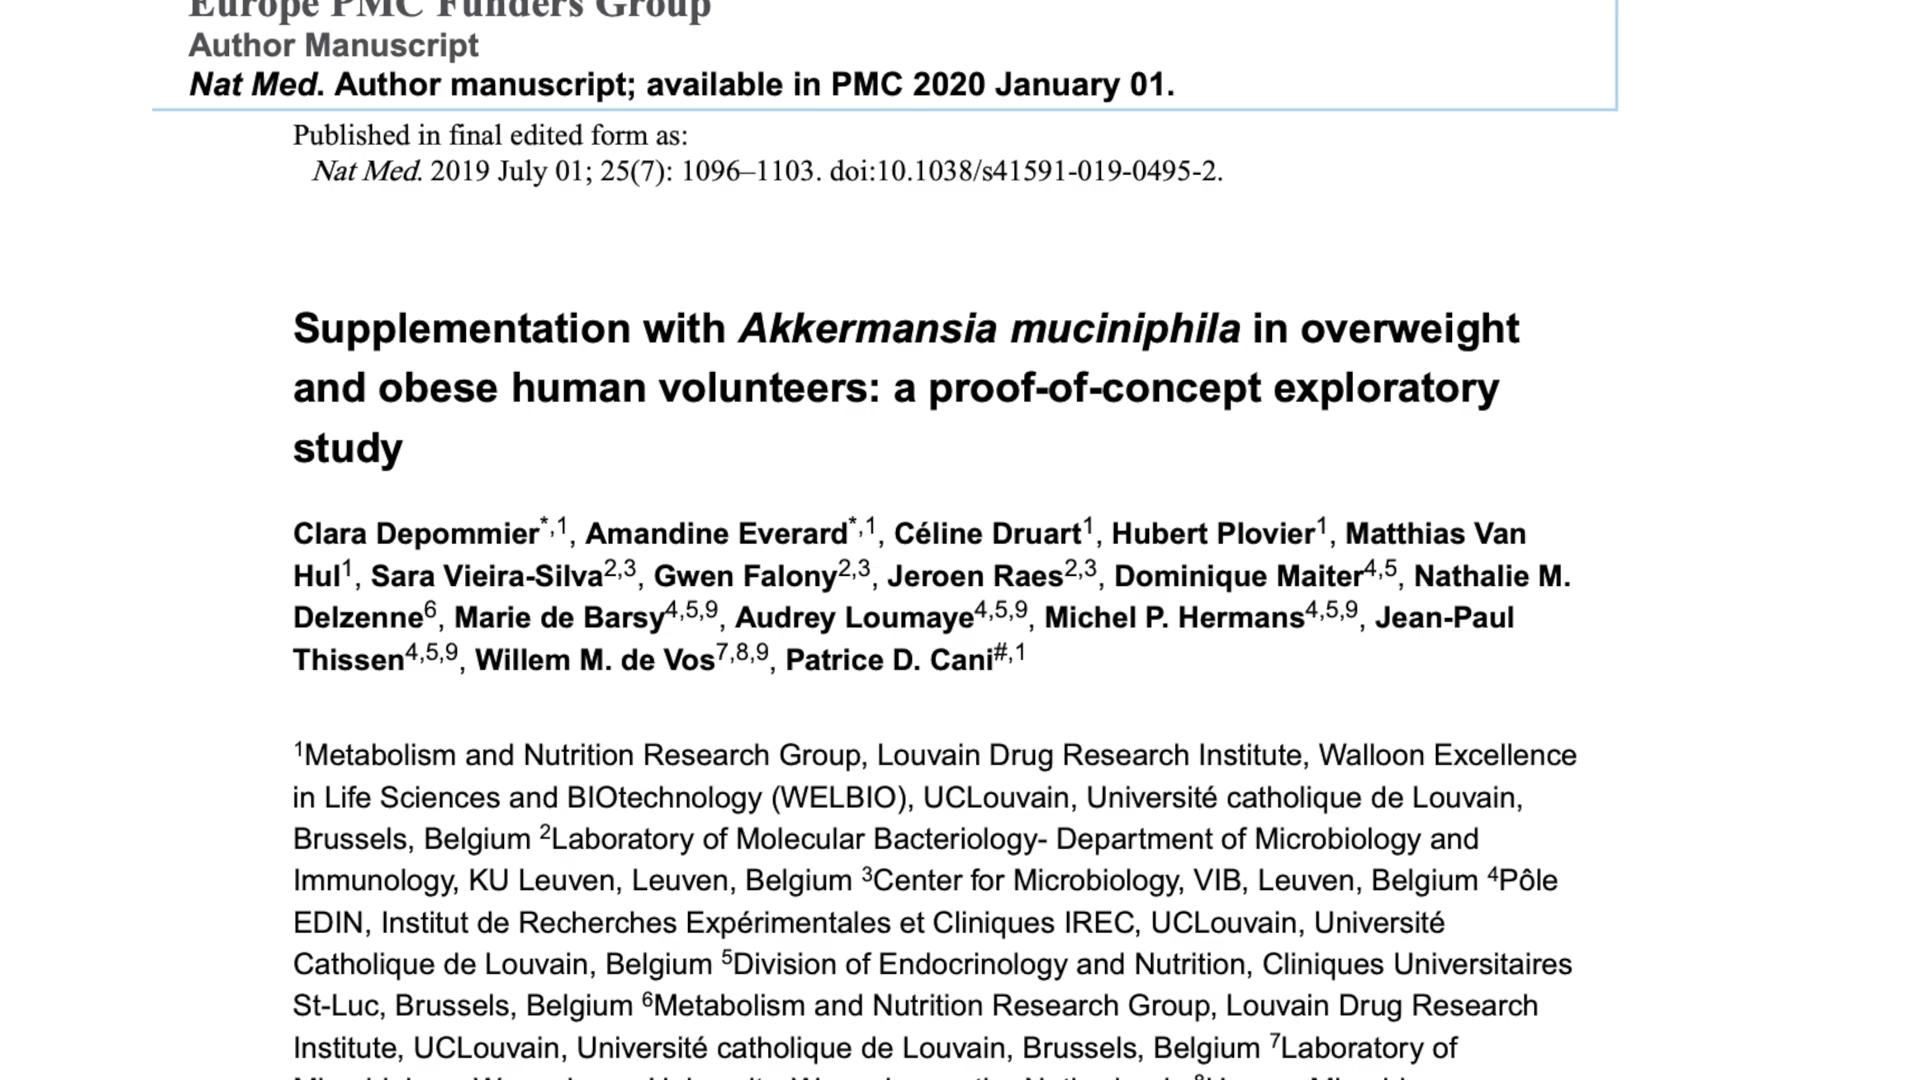 Europe PMC Funders Group
Author Manuscript
Nat Med. Author manuscript; available in PMC 2020 January 01.
Published in final edited form as:
Nat Med. 2019 July 01; 25(7): 1096–1103. doi:10.1038/s41591-019-0495-2.
Supplementation with Akkermansia muciniphila in overweight
and obese human volunteers: a proof-of-concept exploratory
study
Clara Depommier*,1, Amandine Everard*,1, Céline Druart1, Hubert Plovier1, Matthias Van
Hul1, Sara Vieira-Silva2,3, Gwen Falony2,3, Jeroen Raes2,3, Dominique Maiter4,5, Nathalie M.
Delzenne6, Marie de Barsy4,5,9, Audrey Loumaye4,5,9, Michel P. Hermans4,5,9, Jean-Paul
Thissen4,5,9, Willem M. de Vos7,8,9, Patrice D. Cani#,1
1Metabolism and Nutrition Research Group, Louvain Drug Research Institute, Walloon Excellence
in Life Sciences and BIOtechnology (WELBIO), UCLouvain, Université catholique de Louvain,
Brussels, Belgium 2Laboratory of Molecular Bacteriology- Department of Microbiology and
Immunology, KU Leuven, Leuven, Belgium 3Center for Microbiology, VIB, Leuven, Belgium 4Pôle
EDIN, Institut de Recherches Expérimentales et Cliniques IREC, UCLouvain, Université
Catholique de Louvain, Belgium 5Division of Endocrinology and Nutrition, Cliniques Universitaires
St-Luc, Brussels, Belgium 6Metabolism and Nutrition Research Group, Louvain Drug Research
Institute, UCLouvain, Université catholique de Louvain, Brussels, Belgium 7Laboratory of